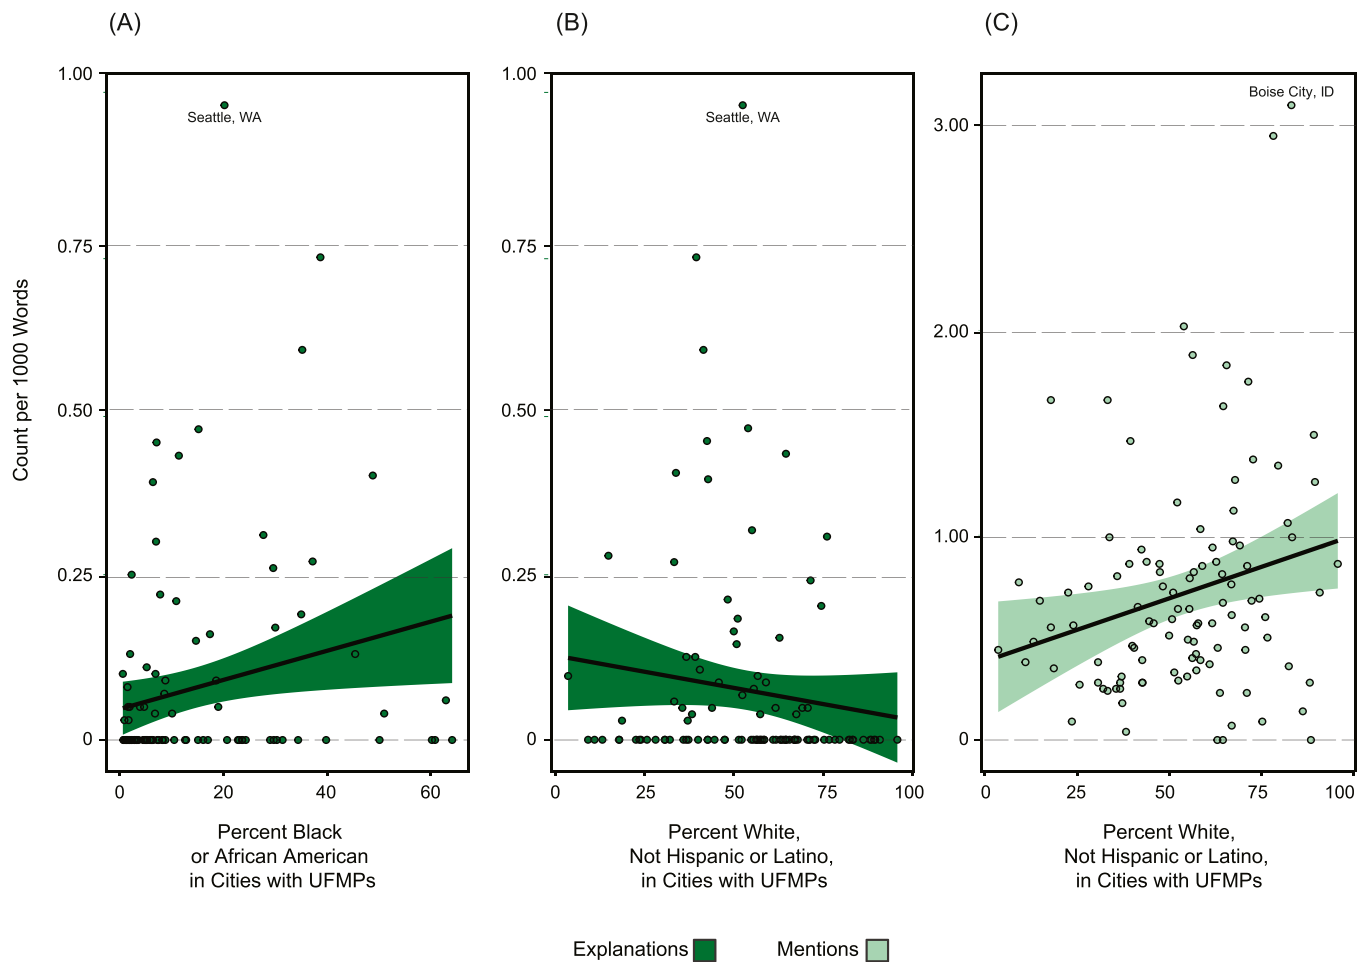 (A)
(B)
(C)
Count per 1000 Words
1.00
0.75
0.50
0.25
0
Seattle, WA
0
20
40
60
Percent Black
or African American
in Cities with UFMPs
1.00
0.75
0.50
0.25
0
Seattle, WA
0
25
50
75
100
Percent White,
Not Hispanic or Latino,
in Cities with UFMPs
3.00
2.00
1.00
0
Boise City, ID
0
25
50
75
100
Percent White,
Not Hispanic or Latino,
in Cities with UFMPs
Explanations
Mentions